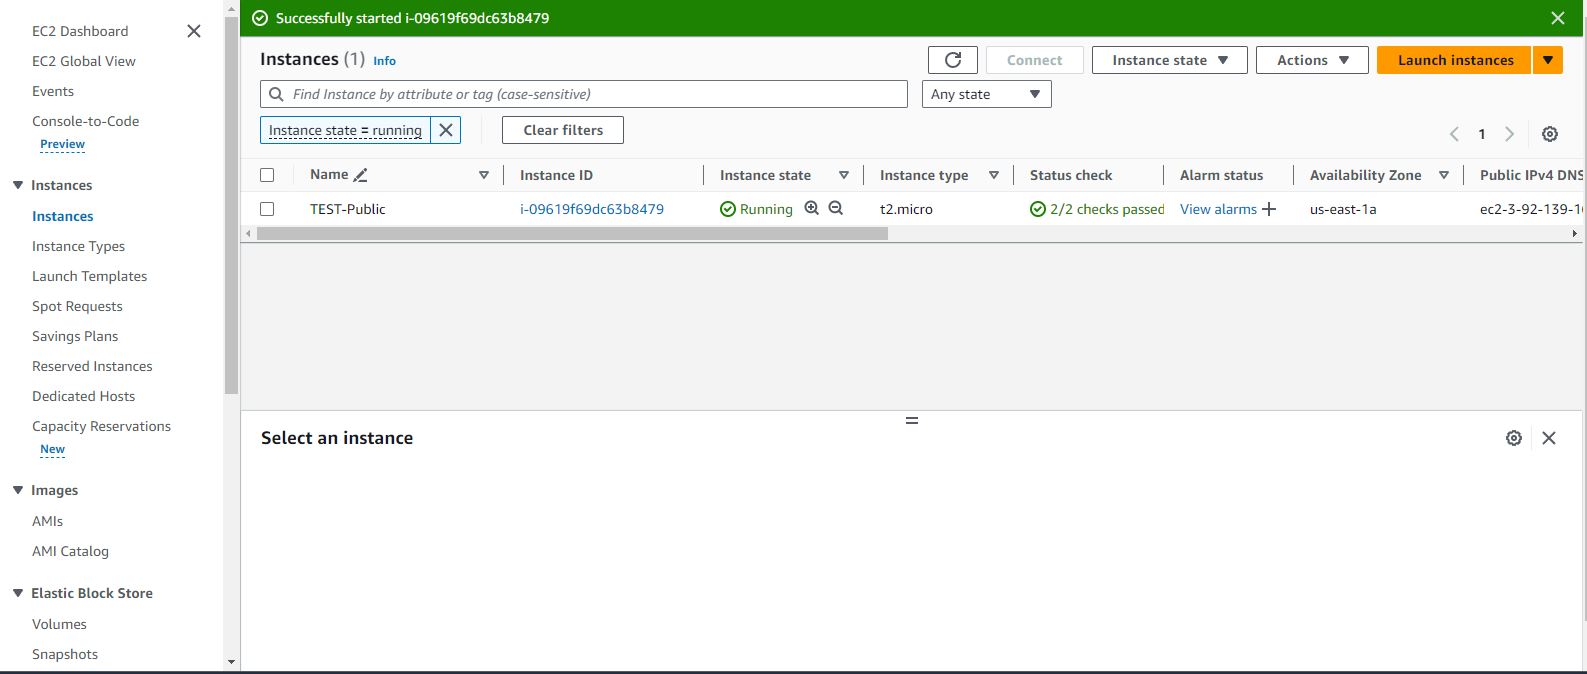 Successfully started i-09619f69dc63b8479
EC2 Dashboard
EC2 Global View
Events
Console-to-Code
Preview
Instances
Instances
Instance Types
Launch Templates
Spot Requests
Savings Plans
Reserved Instances
Dedicated Hosts
Capacity Reservations
New
Images
AMIs
AMI Catalog
Elastic Block Store
Volumes
Snapshots
Instances (1) Info
Connect Instance state Actions Launch instances
Find Instance by attribute or tag (case-sensitive) Any state
Instance state = running Clear filters 1
Name Instance ID Instance state Instance type Status check Alarm status Availability Zone Public IPv4 DNS
TEST-Public i-09619f69dc63b8479 Running t2.micro 2/2 checks passed View alarms us-east-1a ec2-3-92-139-1
Select an instance